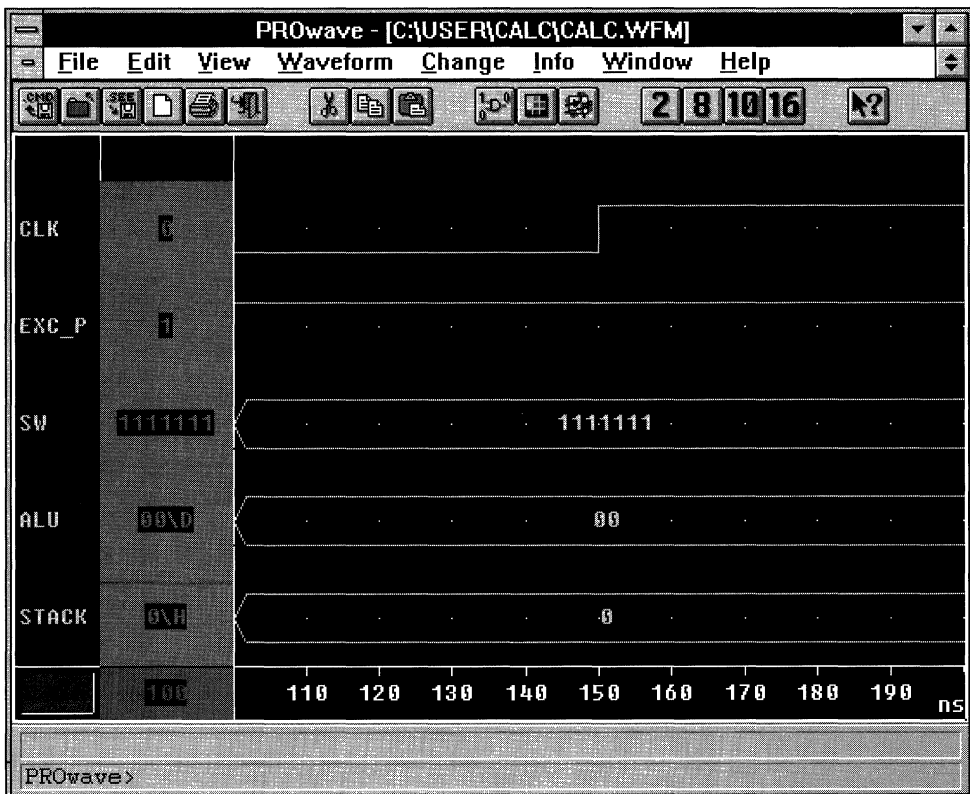 PROwave - [C:\USER\CALC\CALC.WFM]
File Edit View Waveform Change Info Window Help
CMD SEE 2 8 10 16 ?
CLK 0
EXC_P 1
SW 1111111 1111111
ALU 00\D 00
STACK 0\H 0
100 110 120 130 140 150 160 170 180 190 ns
PROwave>